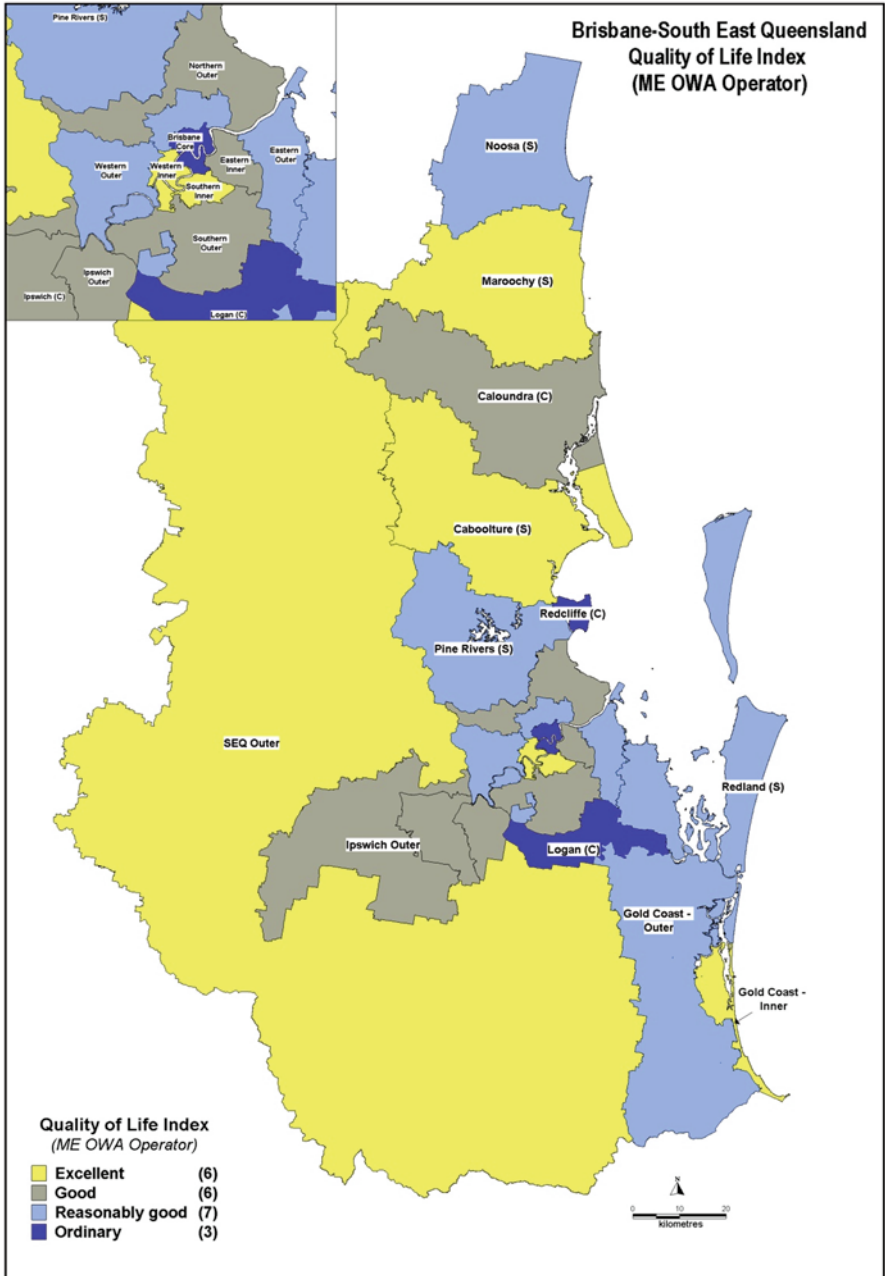 Brisbane-South East Queensland
Quality of Life Index
(ME OWA Operator)
Pine Rivers (S)
Northern
Outer
Brisbane
Core
Western
Outer
Western
Inner
Eastern
Inner
Eastern
Outer
Southern
Inner
Southern
Outer
Ipswich
Outer
Ipswich (C)
Logan (C)
Noosa (S)
Maroochy (S)
Caloundra (C)
Caboolture (S)
Redcliffe (C)
Pine Rivers (S)
SEQ Outer
Redland (S)
Ipswich Outer
Logan (C)
Gold Coast -
Outer
Gold Coast -
Inner
Quality of Life Index
(ME OWA Operator)
Excellent (6)
Good (6)
Reasonably good (7)
Ordinary (3)
N
0 10 20
kilometres